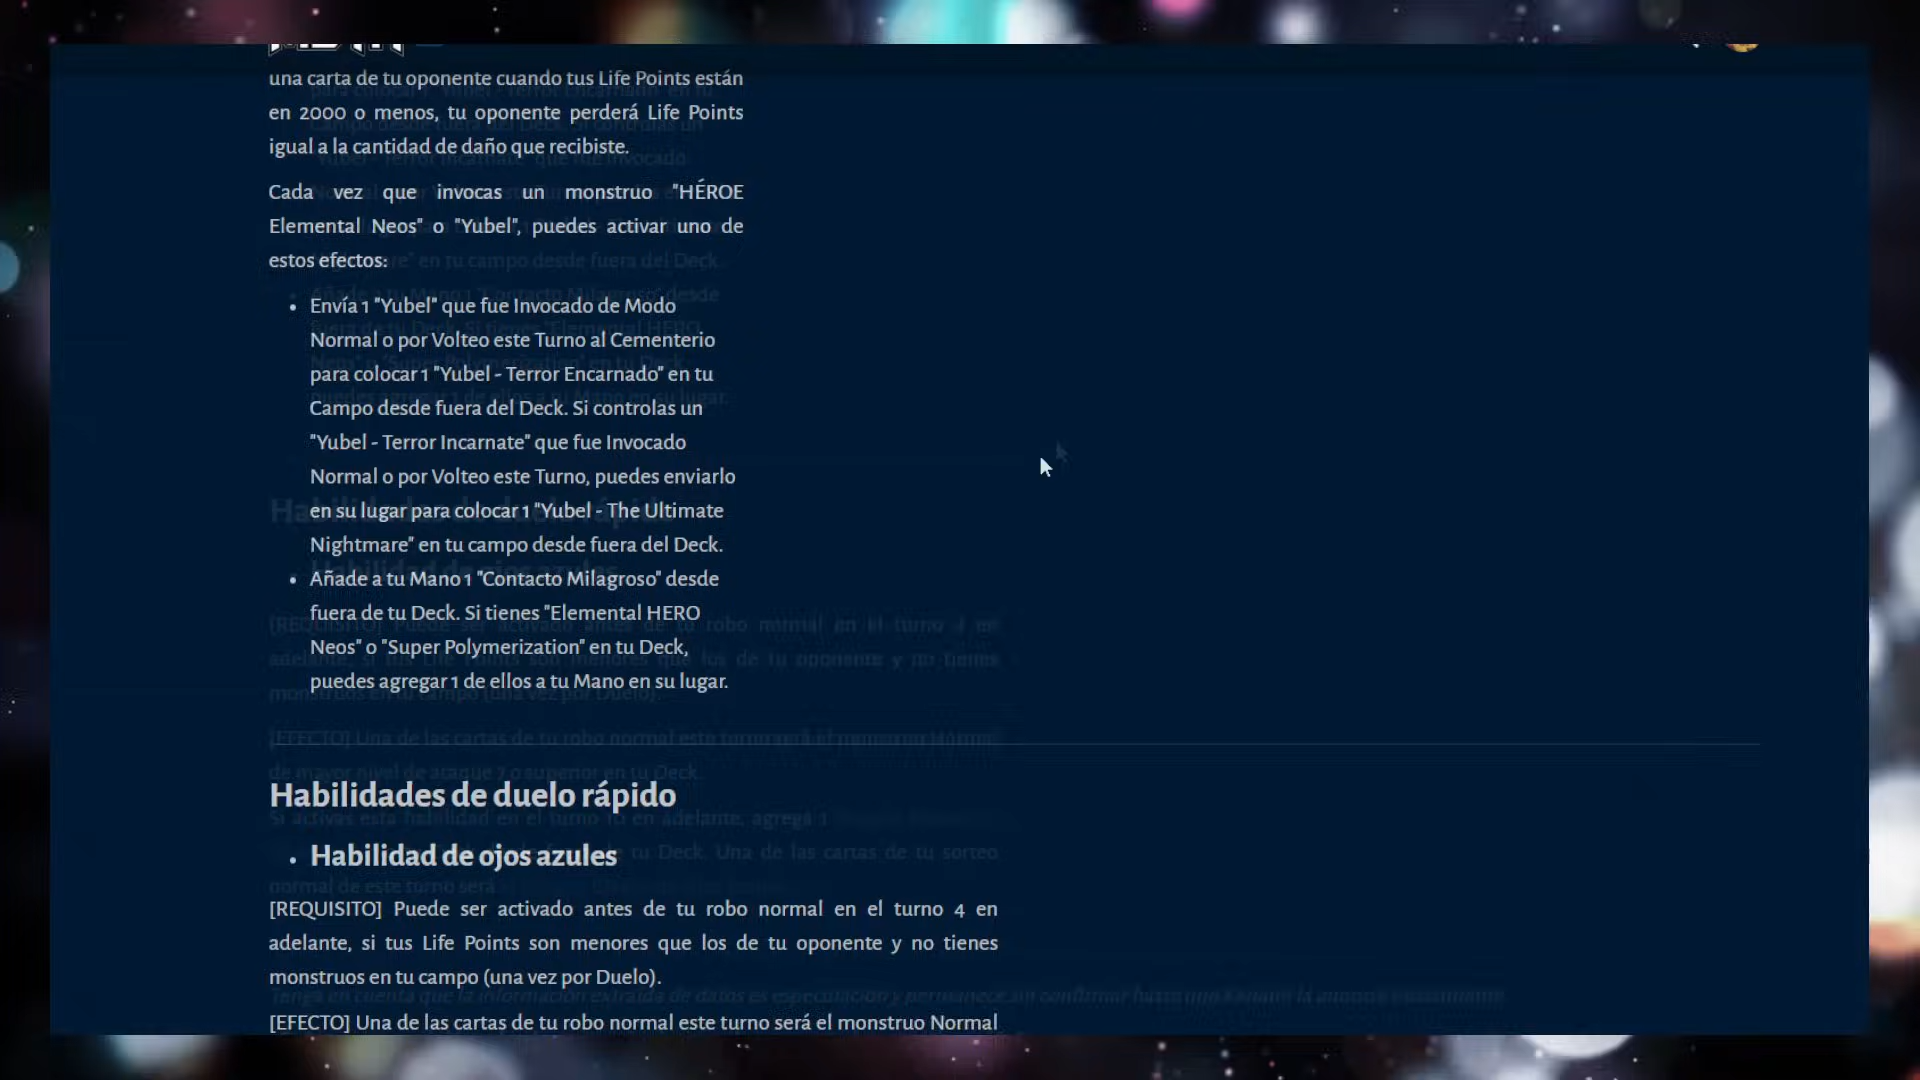 una carta de tu oponente cuando tus Life Points están
en 2000 o menos, tu oponente perderá Life Points
igual a la cantidad de daño que recibiste.
Cada vez que invocas un monstruo "HÉROE
Elemental Neos" o "Yubel", puedes activar uno de
estos efectos:
• Envía 1 "Yubel" que fue Invocado de Modo
Normal o por Volteo este Turno al Cementerio
para colocar 1 "Yubel - Terror Encarnado" en tu
Campo desde fuera del Deck. Si controlas un
"Yubel - Terror Incarnate" que fue Invocado
Normal o por Volteo este Turno, puedes enviarlo
en su lugar para colocar 1 "Yubel - The Ultimate
Nightmare" en tu campo desde fuera del Deck.
• Añade a tu Mano 1 "Contacto Milagroso" desde
fuera de tu Deck. Si tienes "Elemental HERO
Neos" o "Super Polymerization" en tu Deck,
puedes agregar 1 de ellos a tu Mano en su lugar.
Habilidades de duelo rápido
• Habilidad de ojos azules
[REQUISITO] Puede ser activado antes de tu robo normal en el turno 4 en
adelante, si tus Life Points son menores que los de tu oponente y no tienes
monstruos en tu campo (una vez por Duelo).
[EFECTO] Una de las cartas de tu robo normal este turno será el monstruo Normal